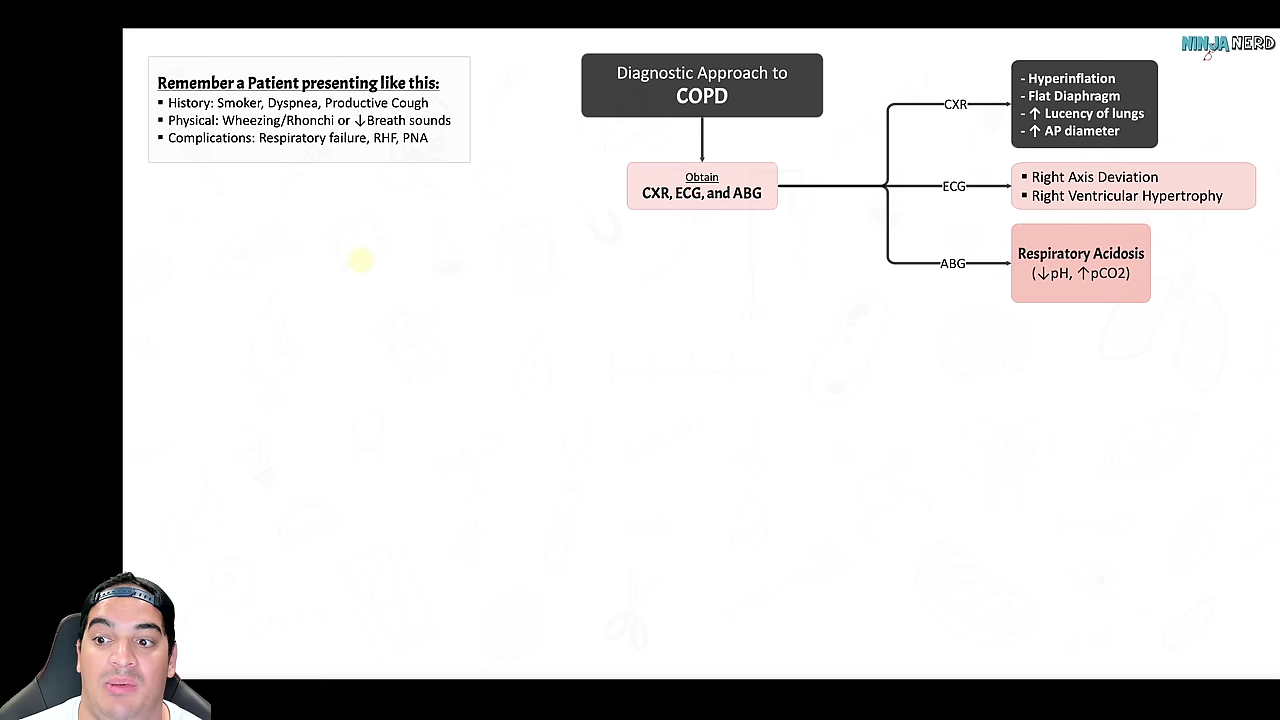 NINJA NERD
Remember a Patient presenting like this:
▪ History: Smoker, Dyspnea, Productive Cough
▪ Physical: Wheezing/Rhonchi or ↓Breath sounds
▪ Complications: Respiratory failure, RHF, PNA
Diagnostic Approach to
COPD
Obtain
CXR, ECG, and ABG
CXR
- Hyperinflation
- Flat Diaphragm
- ↑ Lucency of lungs
- ↑ AP diameter
ECG
▪ Right Axis Deviation
▪ Right Ventricular Hypertrophy
ABG
Respiratory Acidosis
(↓pH, ↑pCO2)